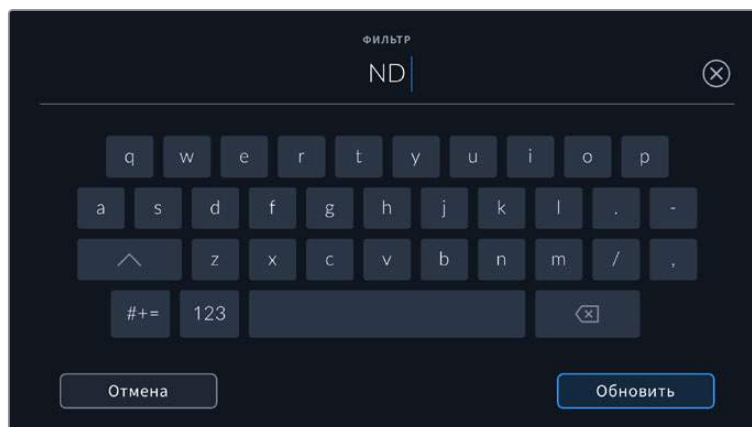 ФИЛЬТР
ND
q w e r t y u i o p
a s d f g h j k l . -
z x c v b n m / ,
#+= 123
Отмена Обновить